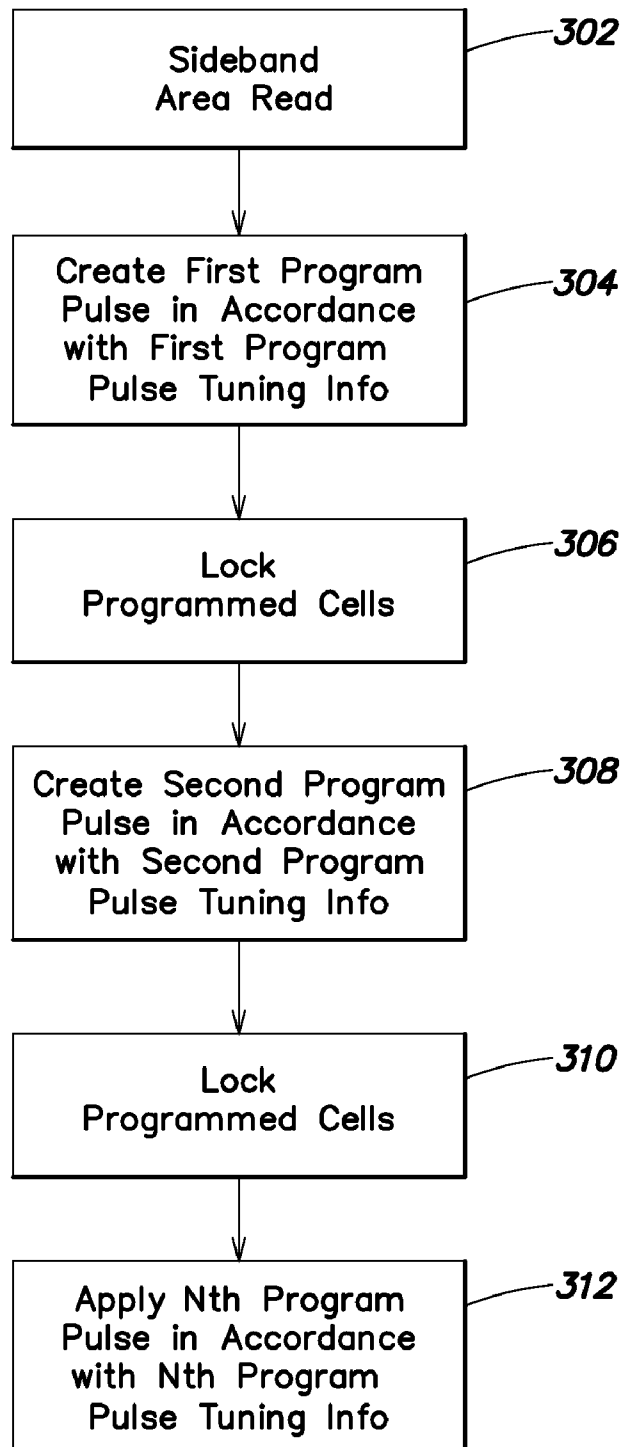 Sideband
Area Read
302
Create First Program
Pulse in Accordance
with First Program
Pulse Tuning Info
304
Lock
Programmed Cells
306
Create Second Program
Pulse in Accordance
with Second Program
Pulse Tuning Info
308
Lock
Programmed Cells
310
Apply Nth Program
Pulse in Accordance
with Nth Program
Pulse Tuning Info
312